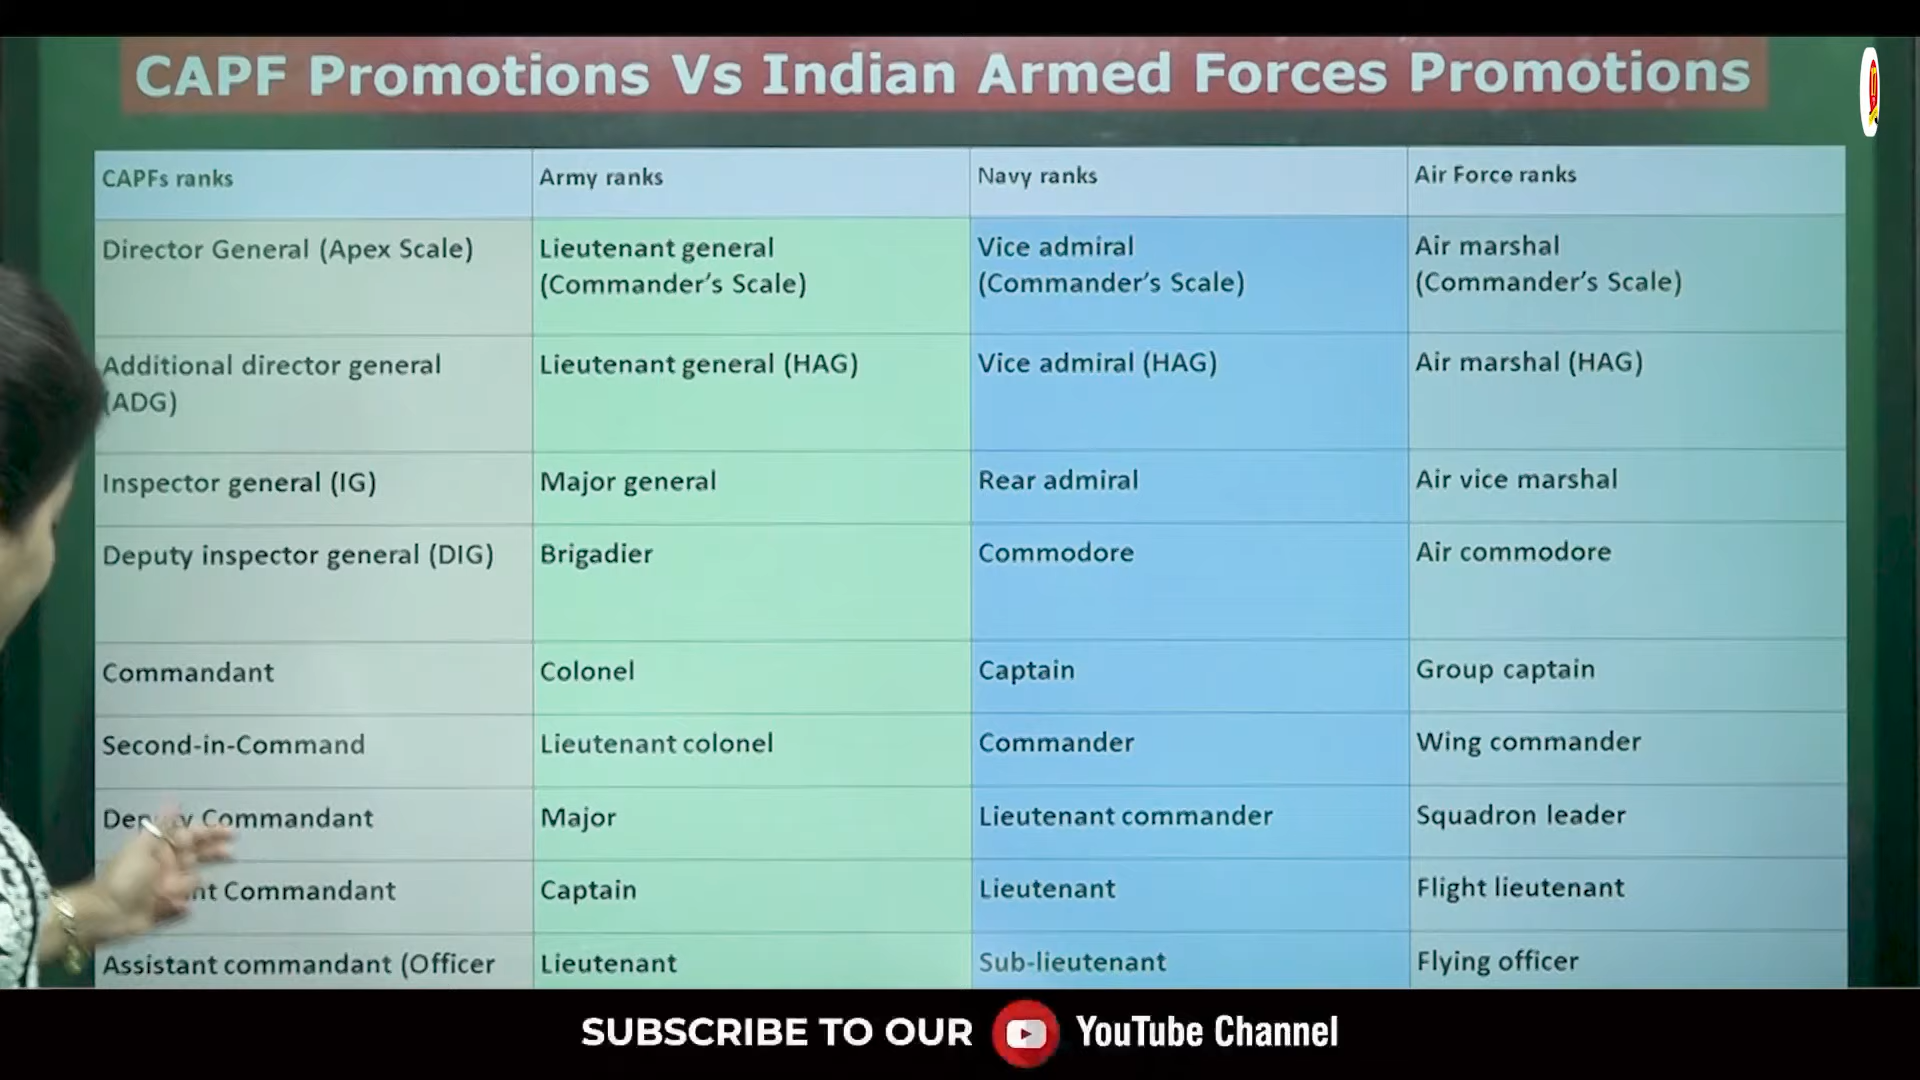 CAPF Promotions Vs Indian Armed Forces Promotions
CAPFs ranks Army ranks Navy ranks Air Force ranks
Director General (Apex Scale) Lieutenant general Vice admiral Air marshal
(Commander's Scale) (Commander's Scale) (Commander's Scale)
Additional director general Lieutenant general (HAG) Vice admiral (HAG) Air marshal (HAG)
(ADG)
Inspector general (IG) Major general Rear admiral Air vice marshal
Deputy inspector general (DIG) Brigadier Commodore Air commodore
Commandant Colonel Captain Group captain
Second-in-Command Lieutenant colonel Commander Wing commander
Commandant Major Lieutenant commander Squadron leader
Commandant Captain Lieutenant Flight lieutenant
Assistant commandant (Officer Lieutenant Sub-lieutenant Flying officer
SUBSCRIBE TO OUR YouTube Channel